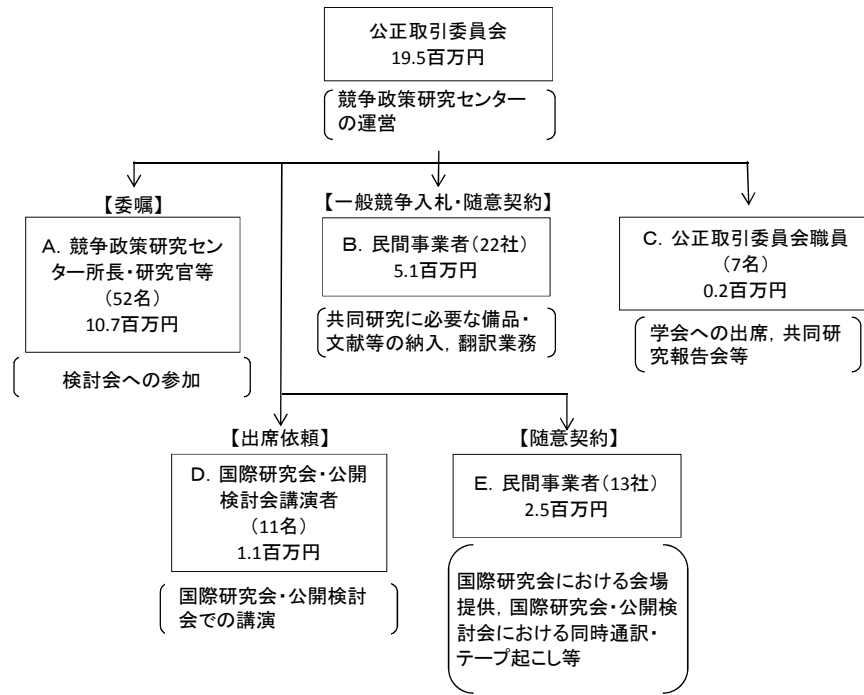 公正取引委員会
19.5百万円
競争政策研究センター
の運営
【委嘱】
A. 競争政策研究セン
ター所長・研究官等
(52名)
10.7百万円
検討会への参加
【一般競争入札・随意契約】
B. 民間事業者(22社)
5.1百万円
共同研究に必要な備品・
文献等の納入, 翻訳業務
C. 公正取引委員会職員
(7名)
0.2百万円
学会への出席, 共同研
究報告会等
【出席依頼】
D. 国際研究会・公開
検討会講演者
(11名)
1.1百万円
国際研究会・公開検討
会での講演
【随意契約】
E. 民間事業者(13社)
2.5百万円
国際研究会における会場
提供, 国際研究会・公開検
討会における同時通訳・
テープ起こし等